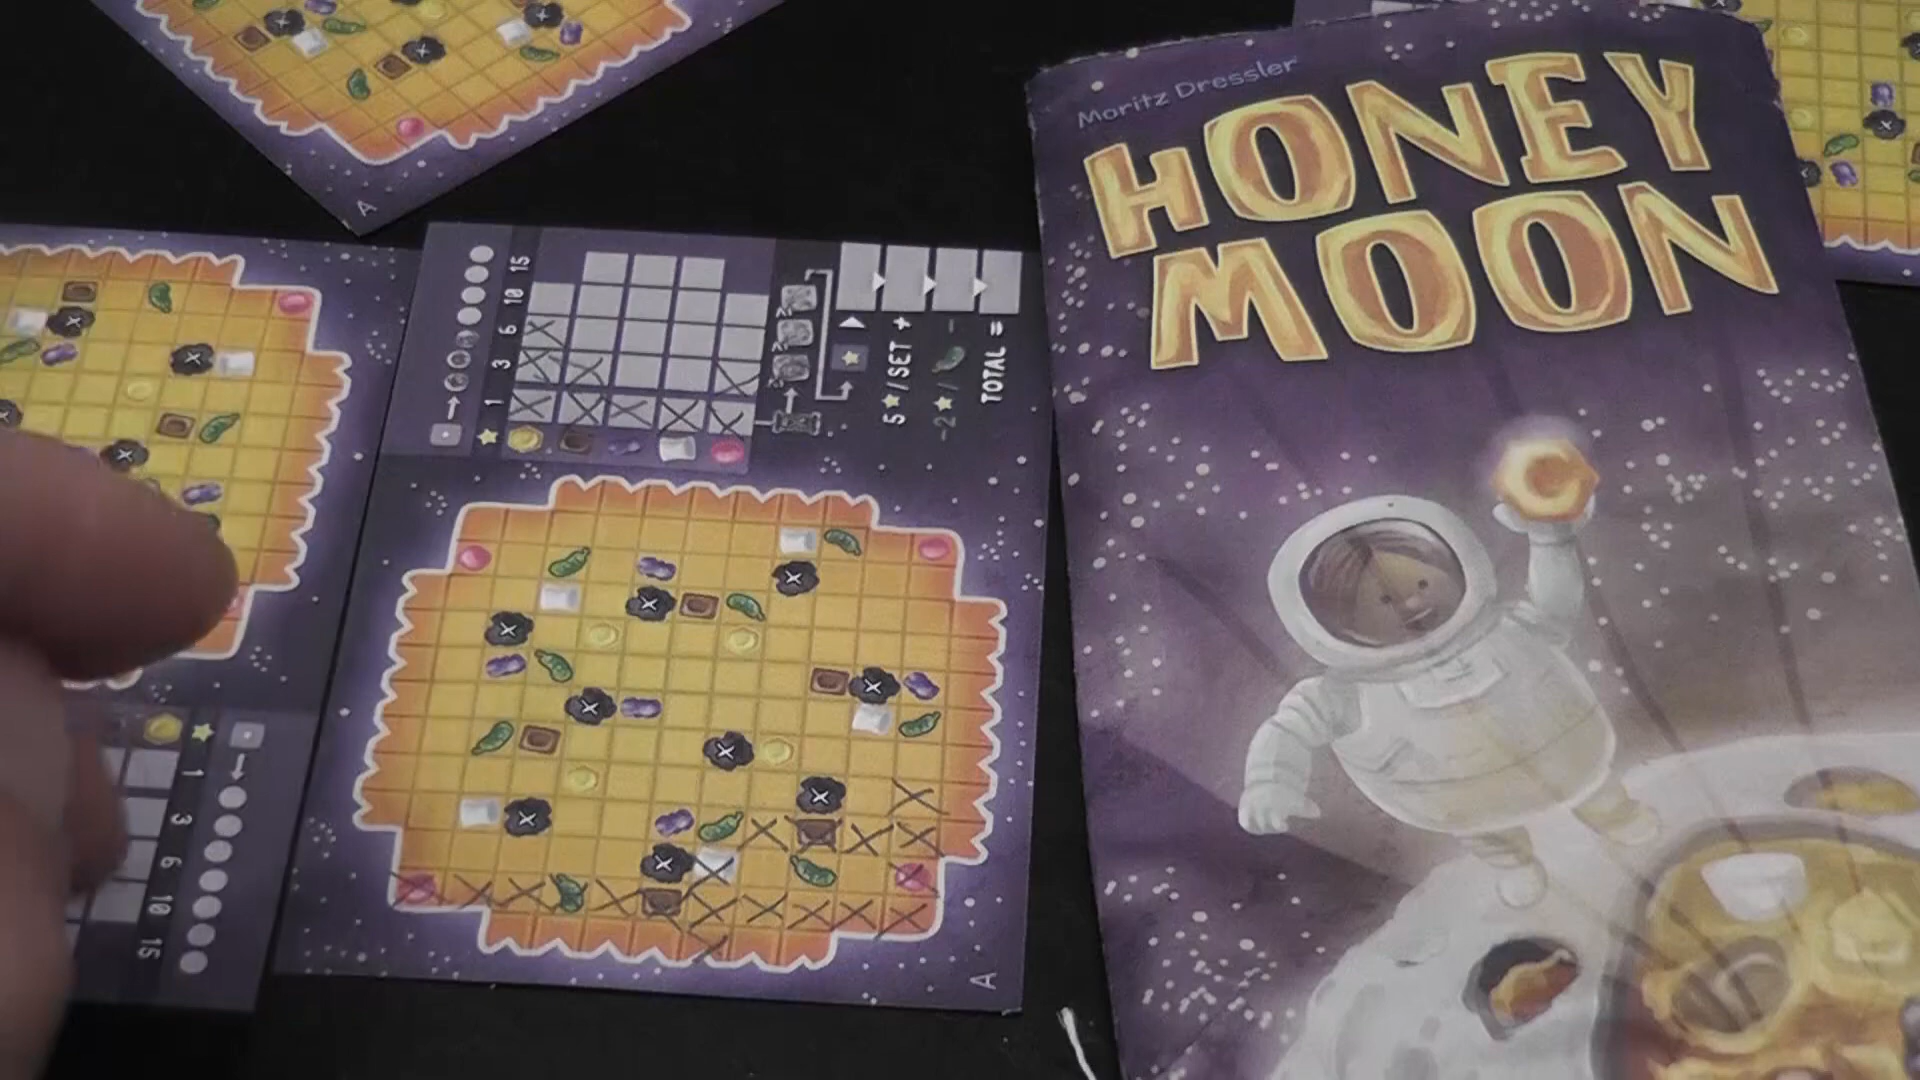 Moritz Dressler
HONEY
MOON
A
1 3 6 10 15
5 /SET +
-2 / -
TOTAL =
A
1 3 6 10 15